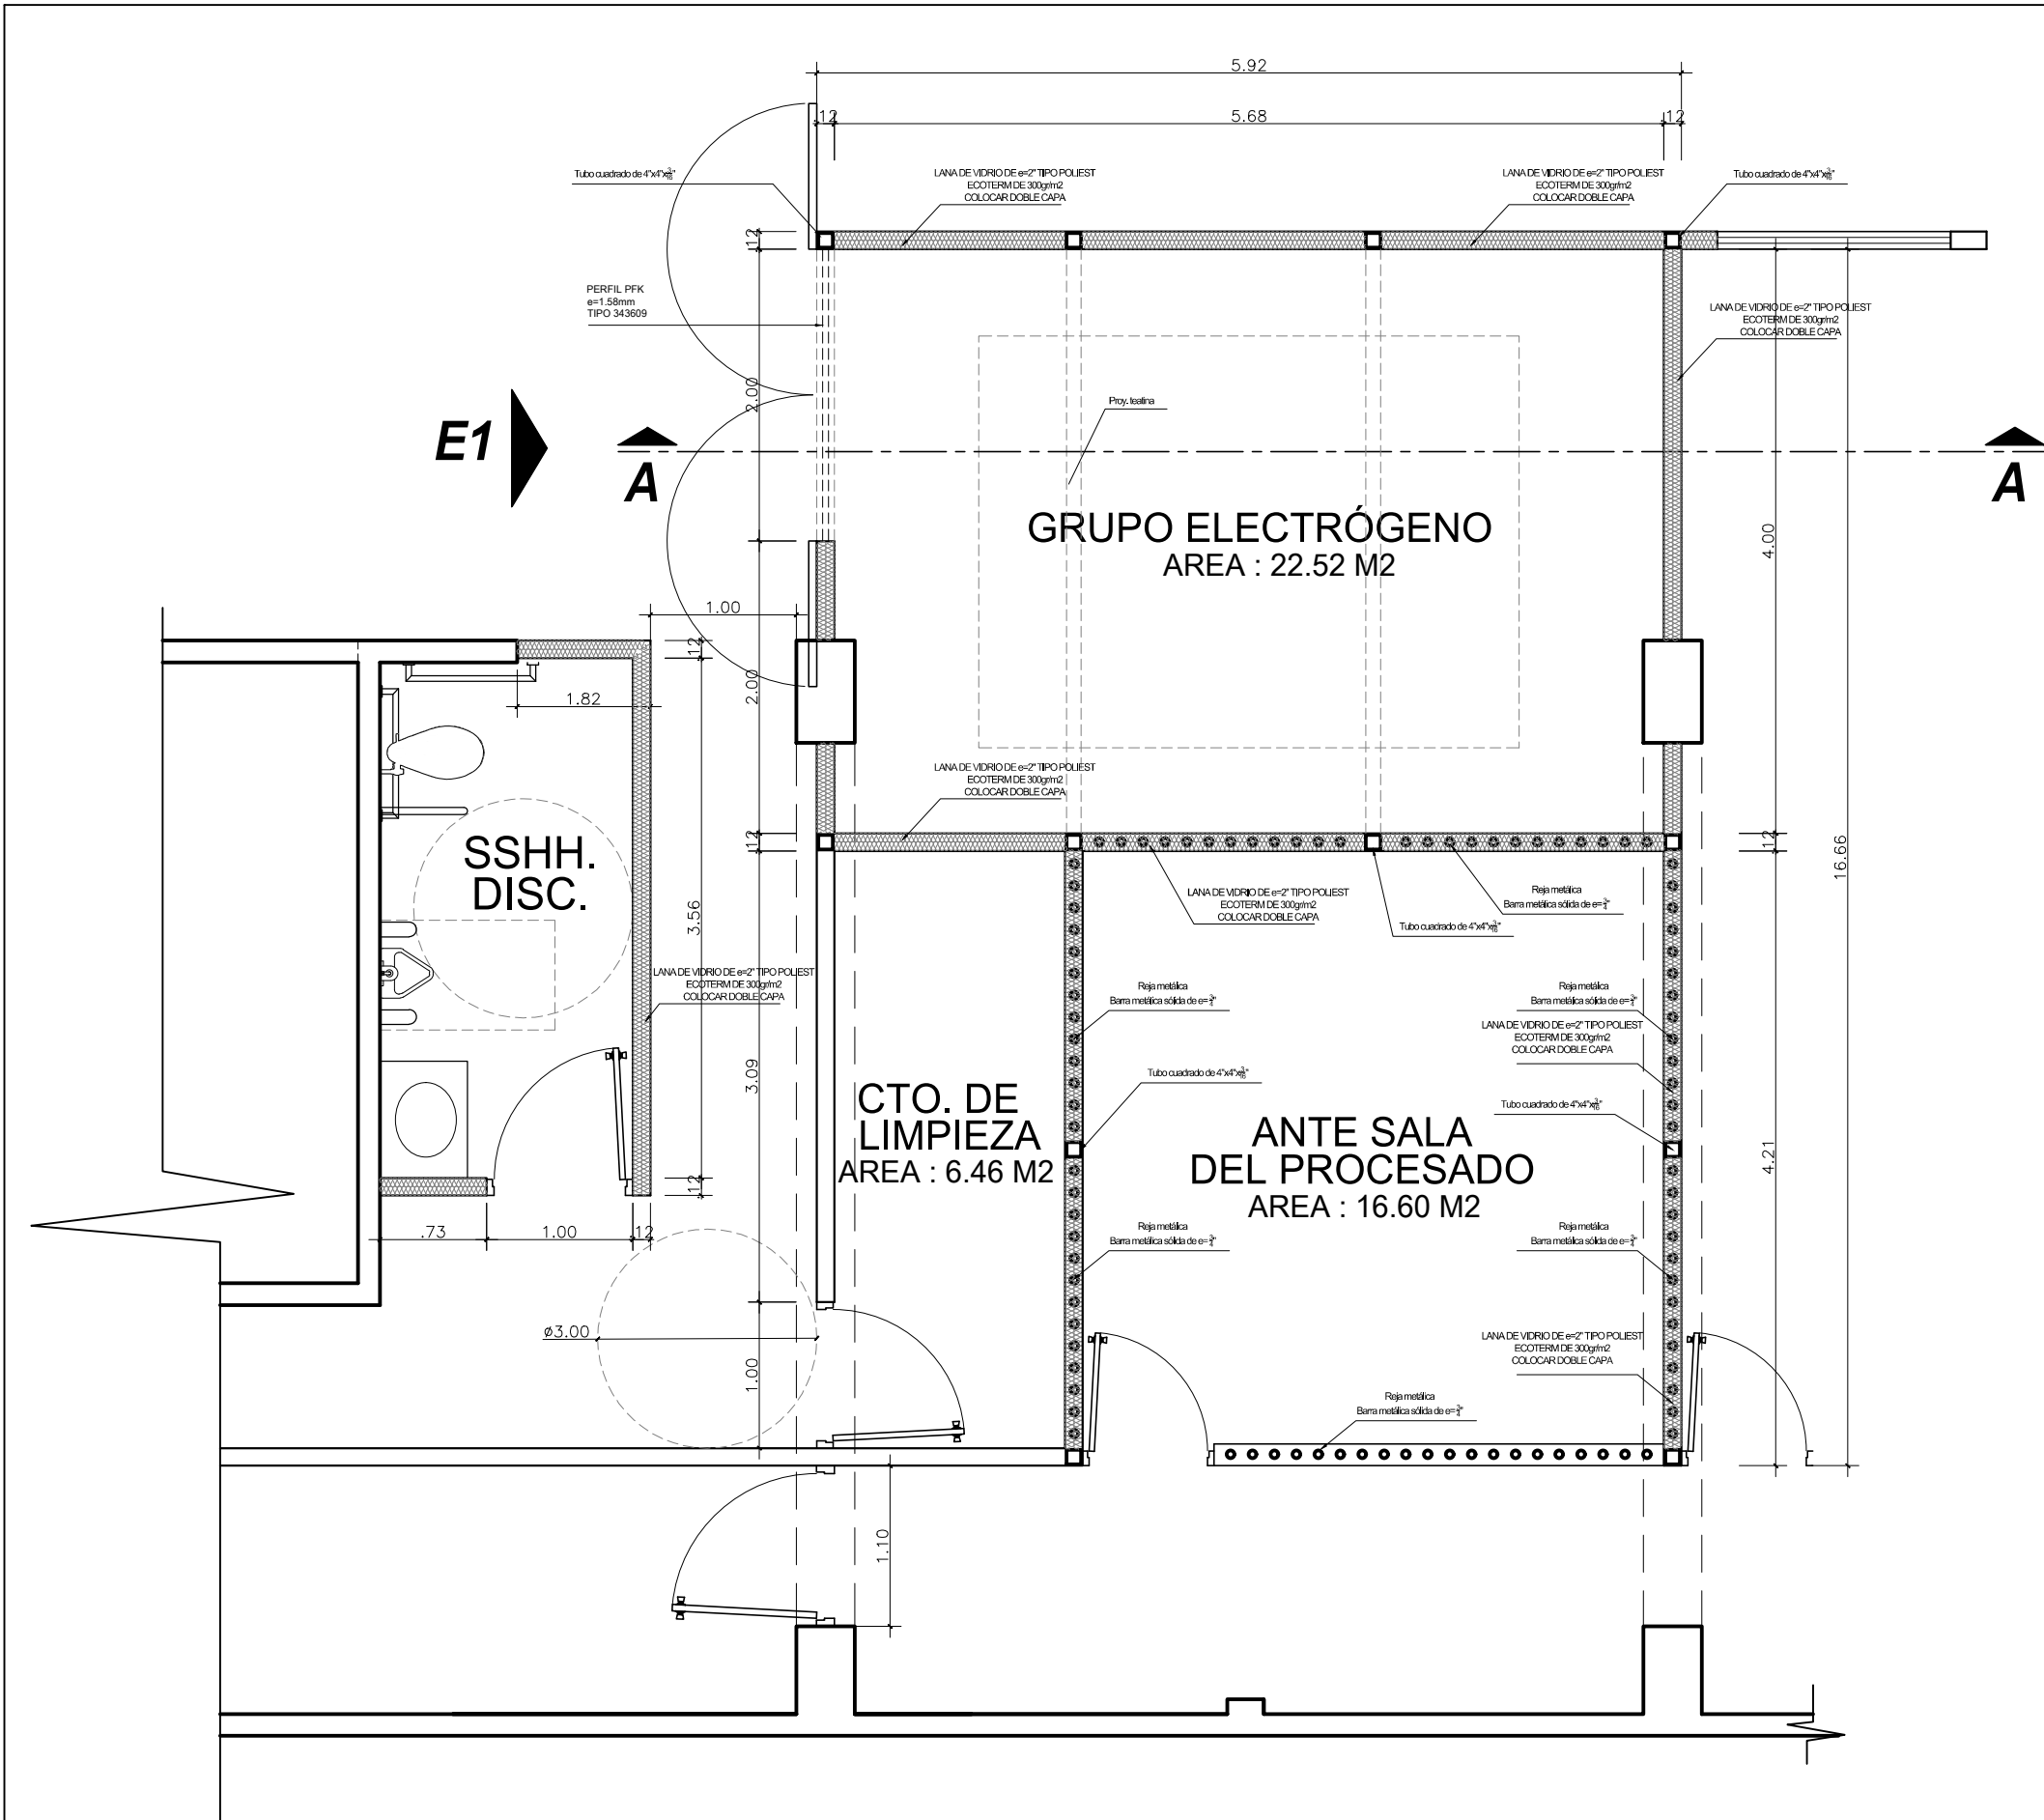 5.92
12
5.68
12
Tubo cuadrado de 4"x4"x3/16"
LANA DE VIDRIO DE e=2" TIPO POLIEST
ECOTERM DE 300gr/m2
COLOCAR DOBLE CAPA
LANA DE VIDRIO DE e=2" TIPO POLIEST
ECOTERM DE 300gr/m2
COLOCAR DOBLE CAPA
Tubo cuadrado de 4"x4"x3/16"
12
PERFIL PFK
e=1.58mm
TIPO 343609
LANA DE VIDRIO DE e=2" TIPO POLIEST
ECOTERM DE 300gr/m2
COLOCAR DOBLE CAPA
2.00
Proy. teatina
E1
A
A
GRUPO ELECTRÓGENO
AREA : 22.52 M2
4.00
1.00
12
2.00
1.82
LANA DE VIDRIO DE e=2" TIPO POLIEST
ECOTERM DE 300gr/m2
COLOCAR DOBLE CAPA
12
12
16.66
SSHH.
DISC.
3.56
LANA DE VIDRIO DE e=2" TIPO POLIEST
ECOTERM DE 300gr/m2
COLOCAR DOBLE CAPA
Reja metálica
Barra metálica sólida de e=3/4"
Tubo cuadrado de 4"x4"x3/16"
LANA DE VIDRIO DE e=2" TIPO POLIEST
ECOTERM DE 300gr/m2
COLOCAR DOBLE CAPA
Reja metálica
Barra metálica sólida de e=3/4"
Reja metálica
Barra metálica sólida de e=3/4"
LANA DE VIDRIO DE e=2" TIPO POLIEST
ECOTERM DE 300gr/m2
COLOCAR DOBLE CAPA
3.09
Tubo cuadrado de 4"x4"x3/16"
Tubo cuadrado de 4"x4"x3/16"
CTO. DE
LIMPIEZA
AREA : 6.46 M2
ANTE SALA
DEL PROCESADO
AREA : 16.60 M2
4.21
12
.73
1.00
12
Reja metálica
Barra metálica sólida de e=3/4"
Reja metálica
Barra metálica sólida de e=3/4"
ø3.00
1.00
LANA DE VIDRIO DE e=2" TIPO POLIEST
ECOTERM DE 300gr/m2
COLOCAR DOBLE CAPA
Reja metálica
Barra metálica sólida de e=3/4"
1.10